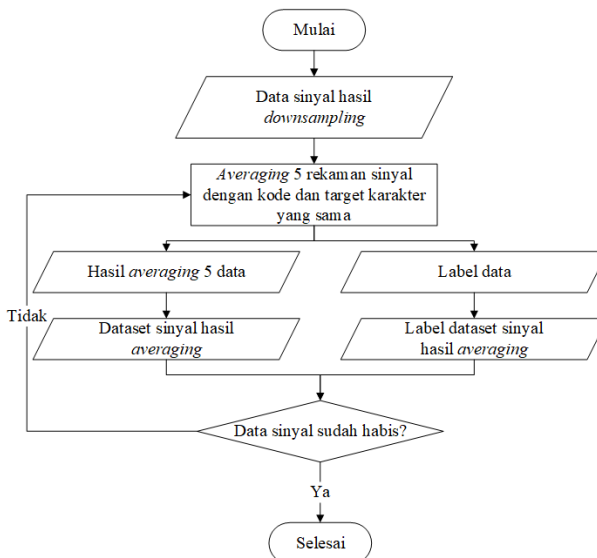 Mulai
Data sinyal hasil
downsampling
Averaging 5 rekaman sinyal
dengan kode dan target karakter
yang sama
Hasil averaging 5 data
Label data
Tidak
Dataset sinyal hasil
averaging
Label dataset sinyal
hasil averaging
Data sinyal sudah habis?
Ya
Selesai